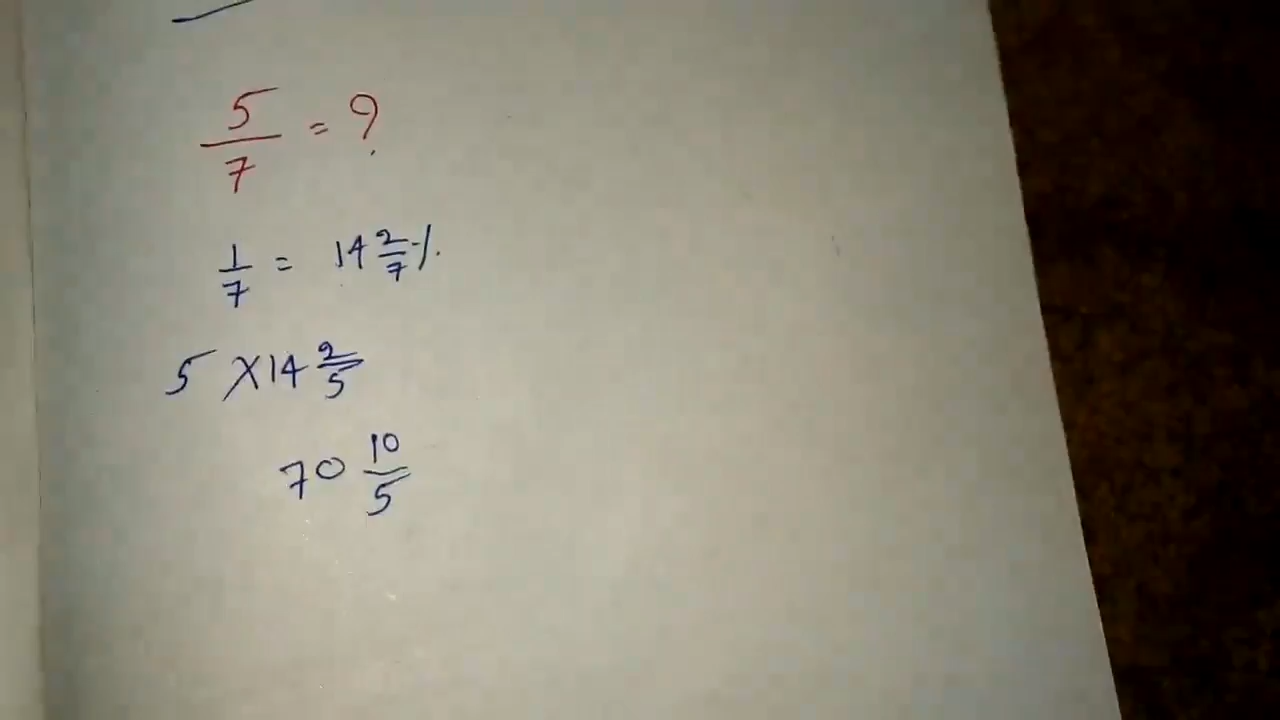 5/7 = ?
1/7 = 14 2/7 %
5 × 14 2/5
70 10/5